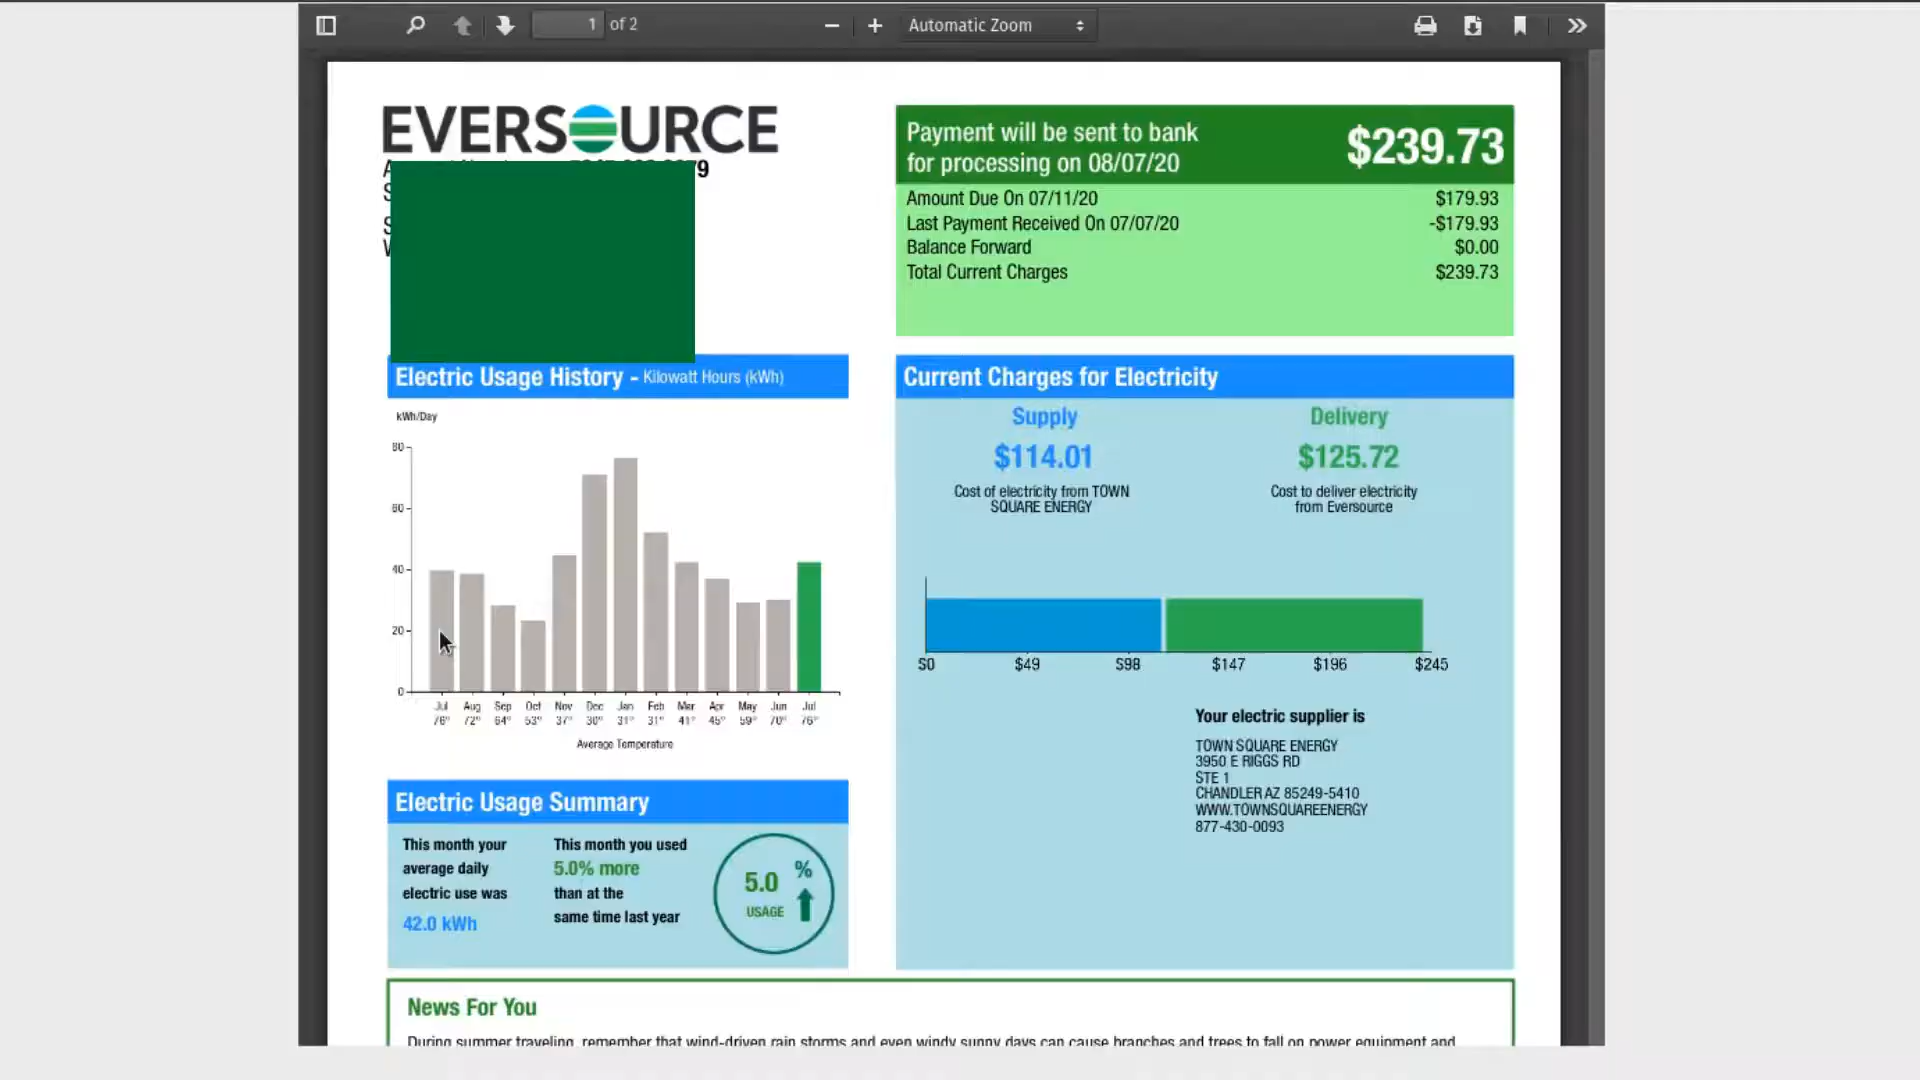 1 of 2
Automatic Zoom
EVERSOURCE
Payment will be sent to bank
for processing on 08/07/20
$239.73
Amount Due On 07/11/20 $179.93
Last Payment Received On 07/07/20 -$179.93
Balance Forward $0.00
Total Current Charges $239.73
Electric Usage History - Kilowatt Hours (kWh)
kWh/Day
80
60
40
20
0
Jul Aug Sep Oct Nov Dec Jan Feb Mar Apr May Jun Jul
76° 72° 64° 53° 37° 30° 31° 31° 41° 45° 59° 70° 76°
Average Temperature
Current Charges for Electricity
Supply
$114.01
Cost of electricity from TOWN
SQUARE ENERGY
Delivery
$125.72
Cost to deliver electricity
from Eversource
$0 $49 $98 $147 $196 $245
Your electric supplier is
TOWN SQUARE ENERGY
3950 E RIGGS RD
STE 1
CHANDLER AZ 85249-5410
WWW.TOWNSQUAREENERGY
877-430-0093
Electric Usage Summary
This month your
average daily
electric use was
42.0 kWh
This month you used
5.0% more
than at the
same time last year
5.0 %
USAGE
News For You
During summer traveling, remember that wind-driven rain storms and even windy sunny days can cause branches and trees to fall on power equipment and